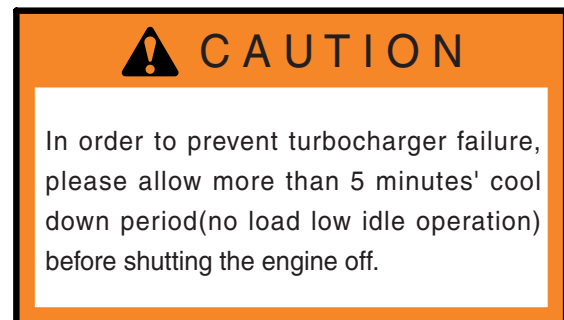 CAUTION
In order to prevent turbocharger failure,
please allow more than 5 minutes' cool
down period(no load low idle operation)
before shutting the engine off.